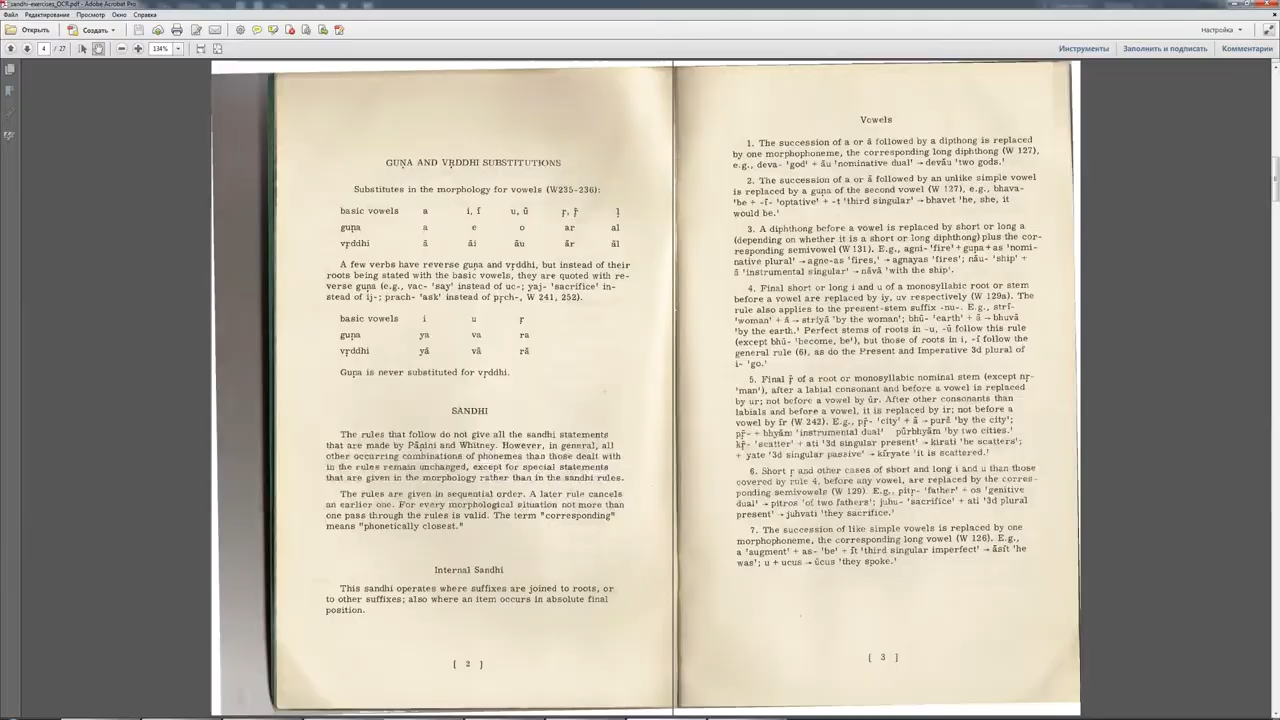 sandhi-exercises_OCR.pdf - Adobe Acrobat Pro
Файл Редактирование Просмотр Окно Справка
Открыть Создать Настройка
4 / 27 134% Инструменты Заполнить и подписать Комментарии
GUṆA AND VṚDDHI SUBSTITUTIONS
Substitutes in the morphology for vowels (W235-236):
basic vowels a i, ī u, ū ṛ, ṝ ḷ
guṇa a e o ar al
vṛddhi ā āi āu ār āl
A few verbs have reverse guṇa and vṛddhi, but instead of their
roots being stated with the basic vowels, they are quoted with re-
verse guṇa (e.g., vac- 'say' instead of uc-; yaj- 'sacrifice' in-
stead of ij-; prach- 'ask' instead of pṛch-, W 241, 252).
basic vowels i u ṛ
guṇa ya va ra
vṛddhi yā vā rā
Guṇa is never substituted for vṛddhi.
SANDHI
The rules that follow do not give all the sandhi statements
that are made by Pāṇini and Whitney. However, in general, all
other occurring combinations of phonemes than those dealt with
in the rules remain unchanged, except for special statements
that are given in the morphology rather than in the sandhi rules.
The rules are given in sequential order. A later rule cancels
an earlier one. For every morphological situation not more than
one pass through the rules is valid. The term "corresponding"
means "phonetically closest."
Internal Sandhi
This sandhi operates where suffixes are joined to roots, or
to other suffixes; also where an item occurs in absolute final
position.
[ 2 ]
Vowels
1. The succession of a or ā followed by a dipthong is replaced
by one morphophoneme, the corresponding long diphthong (W 127),
e.g., deva- 'god' + āu 'nominative dual' → devāu 'two gods.'
2. The succession of a or ā followed by an unlike simple vowel
is replaced by a guṇa of the second vowel (W 127), e.g., bhava-
'be + -ī- 'optative' + -t 'third singular' → bhavet 'he, she, it
would be.'
3. A diphthong before a vowel is replaced by short or long a
(depending on whether it is a short or long diphthong) plus the cor-
responding semivowel (W 131). E.g., agni- 'fire' + guṇa + as 'nomi-
native plural' → agne-as 'fires,' → agnayas 'fires'; nāu- 'ship' +
ā 'instrumental singular' → nāvā 'with the ship'.
4. Final short or long i and u of a monosyllabic root or stem
before a vowel are replaced by iy, uv respectively (W 129a). The
rule also applies to the present-stem suffix -nu-. E.g., strī-
'woman' + ā → striyā 'by the woman'; bhū- 'earth' + ā → bhuvā
'by the earth.' Perfect stems of roots in -u, -ū follow this rule
(except bhū- 'become, be'), but those of roots in i, -ī follow the
general rule (6), as do the Present and Imperative 3d plural of
i- 'go.'
5. Final ṝ of a root or monosyllabic nominal stem (except nṛ-
'man'), after a labial consonant and before a vowel is replaced
by ur; not before a vowel by ūr. After other consonants than
labials and before a vowel, it is replaced by ir; not before a
vowel by īr (W 242). E.g., pṝ- 'city' + ā → purā 'by the city';
pṝ- + bhyām 'instrumental dual' pūrbhyām 'by two cities.'
kṝ- 'scatter' + ati '3d singular present' → kirati 'he scatters';
+ yate '3d singular passive' → kīryate 'it is scattered.'
6. Short ṛ and other cases of short and long i and u than those
covered by rule 4, before any vowel, are replaced by the corres-
ponding semivowels (W 129). E.g., pitṛ- 'father' + os 'genitive
dual' → pitros 'of two fathers'; juhu- 'sacrifice' + ati '3d plural
present' → juhvati 'they sacrifice.'
7. The succession of like simple vowels is replaced by one
morphophoneme, the corresponding long vowel (W 126). E.g.,
a 'augment' + as- 'be' + īt 'third singular imperfect' → āsīt 'he
was'; u + ucus → ūcus 'they spoke.'
[ 3 ]